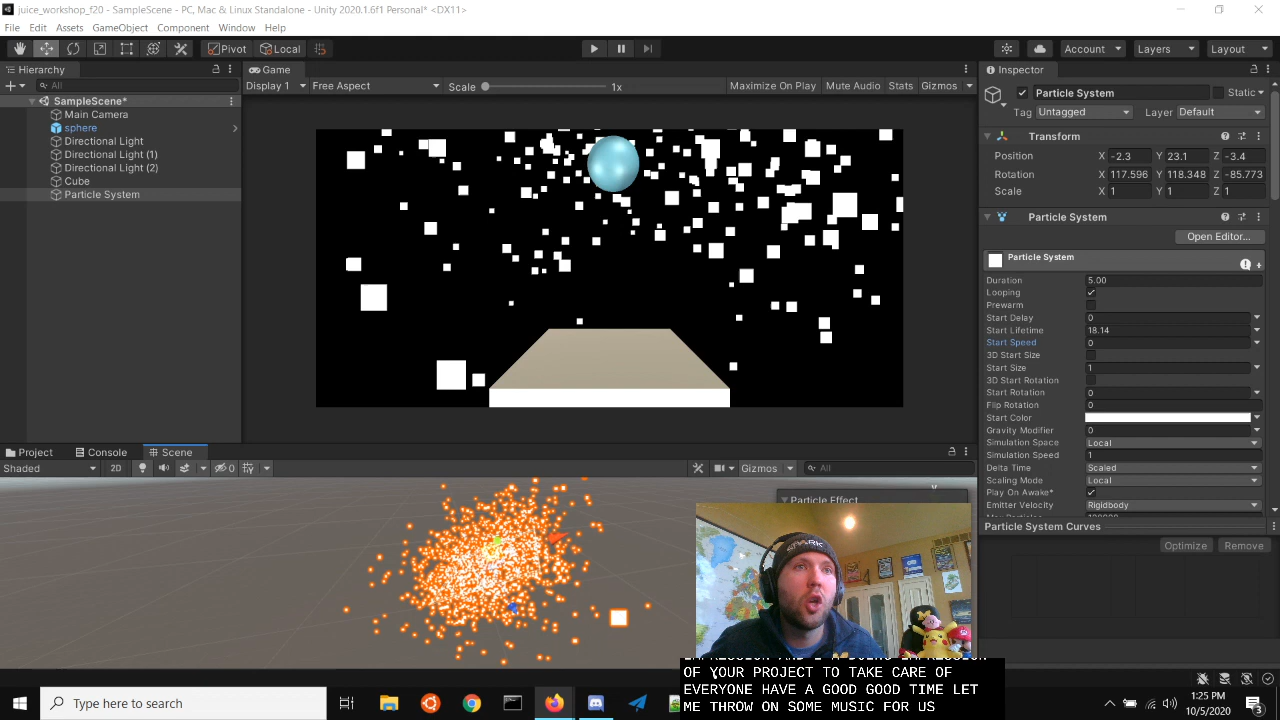 juice_workshop_f20 - SampleScene - PC, Mac & Linux Standalone - Unity 2020.1.6f1 Personal* <DX11>
File Edit Assets GameObject Component Window Help
Pivot Local Account Layers Layout
Hierarchy
All
SampleScene*
Main Camera
sphere
Directional Light
Directional Light (1)
Directional Light (2)
Cube
Particle System
Game
Display 1 Free Aspect Scale 1x Maximize On Play Mute Audio Stats Gizmos
Inspector
Particle System Static
Tag Untagged Layer Default
Transform
Position X -2.3 Y 23.1 Z -3.4
Rotation X 117.596 Y 118.348 Z -85.773
Scale X 1 Y 1 Z 1
Particle System
Open Editor...
Particle System
Duration 5.00
Looping
Prewarm
Start Delay 0
Start Lifetime 18.14
Start Speed 0
3D Start Size
Start Size 1
3D Start Rotation
Start Rotation 0
Flip Rotation 0
Start Color
Gravity Modifier 0
Simulation Space Local
Simulation Speed 1
Delta Time Scaled
Scaling Mode Local
Play On Awake*
Emitter Velocity Rigidbody
Particle System Curves
Optimize Remove
Project Console Scene
Shaded 2D 0 Gizmos All
Particle Effect
SPARK
IMPRESSION AND I'M DOING IMPRESSION
OF YOUR PROJECT TO TAKE CARE OF
EVERYONE HAVE A GOOD GOOD TIME LET
ME THROW ON SOME MUSIC FOR US
Type here to search
1:25 PM
10/5/2020
3